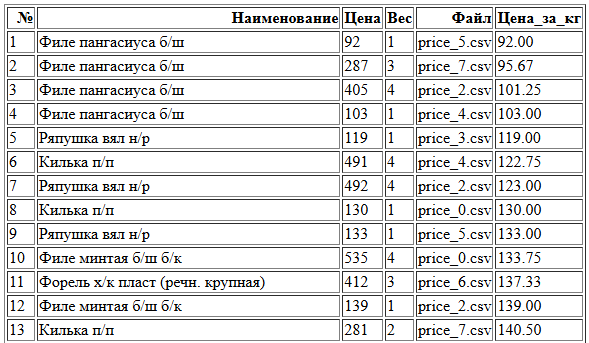 № Наименование Цена Вес Файл Цена_за_кг
1 Филе пангасиуса б/ш 92 1 price_5.csv 92.00
2 Филе пангасиуса б/ш 287 3 price_7.csv 95.67
3 Филе пангасиуса б/ш 405 4 price_2.csv 101.25
4 Филе пангасиуса б/ш 103 1 price_4.csv 103.00
5 Ряпушка вял н/р 119 1 price_3.csv 119.00
6 Килька п/п 491 4 price_4.csv 122.75
7 Ряпушка вял н/р 492 4 price_2.csv 123.00
8 Килька п/п 130 1 price_0.csv 130.00
9 Ряпушка вял н/р 133 1 price_5.csv 133.00
10 Филе минтая б/ш б/к 535 4 price_0.csv 133.75
11 Форель х/к пласт (речн. крупная) 412 3 price_6.csv 137.33
12 Филе минтая б/ш б/к 139 1 price_2.csv 139.00
13 Килька п/п 281 2 price_7.csv 140.50